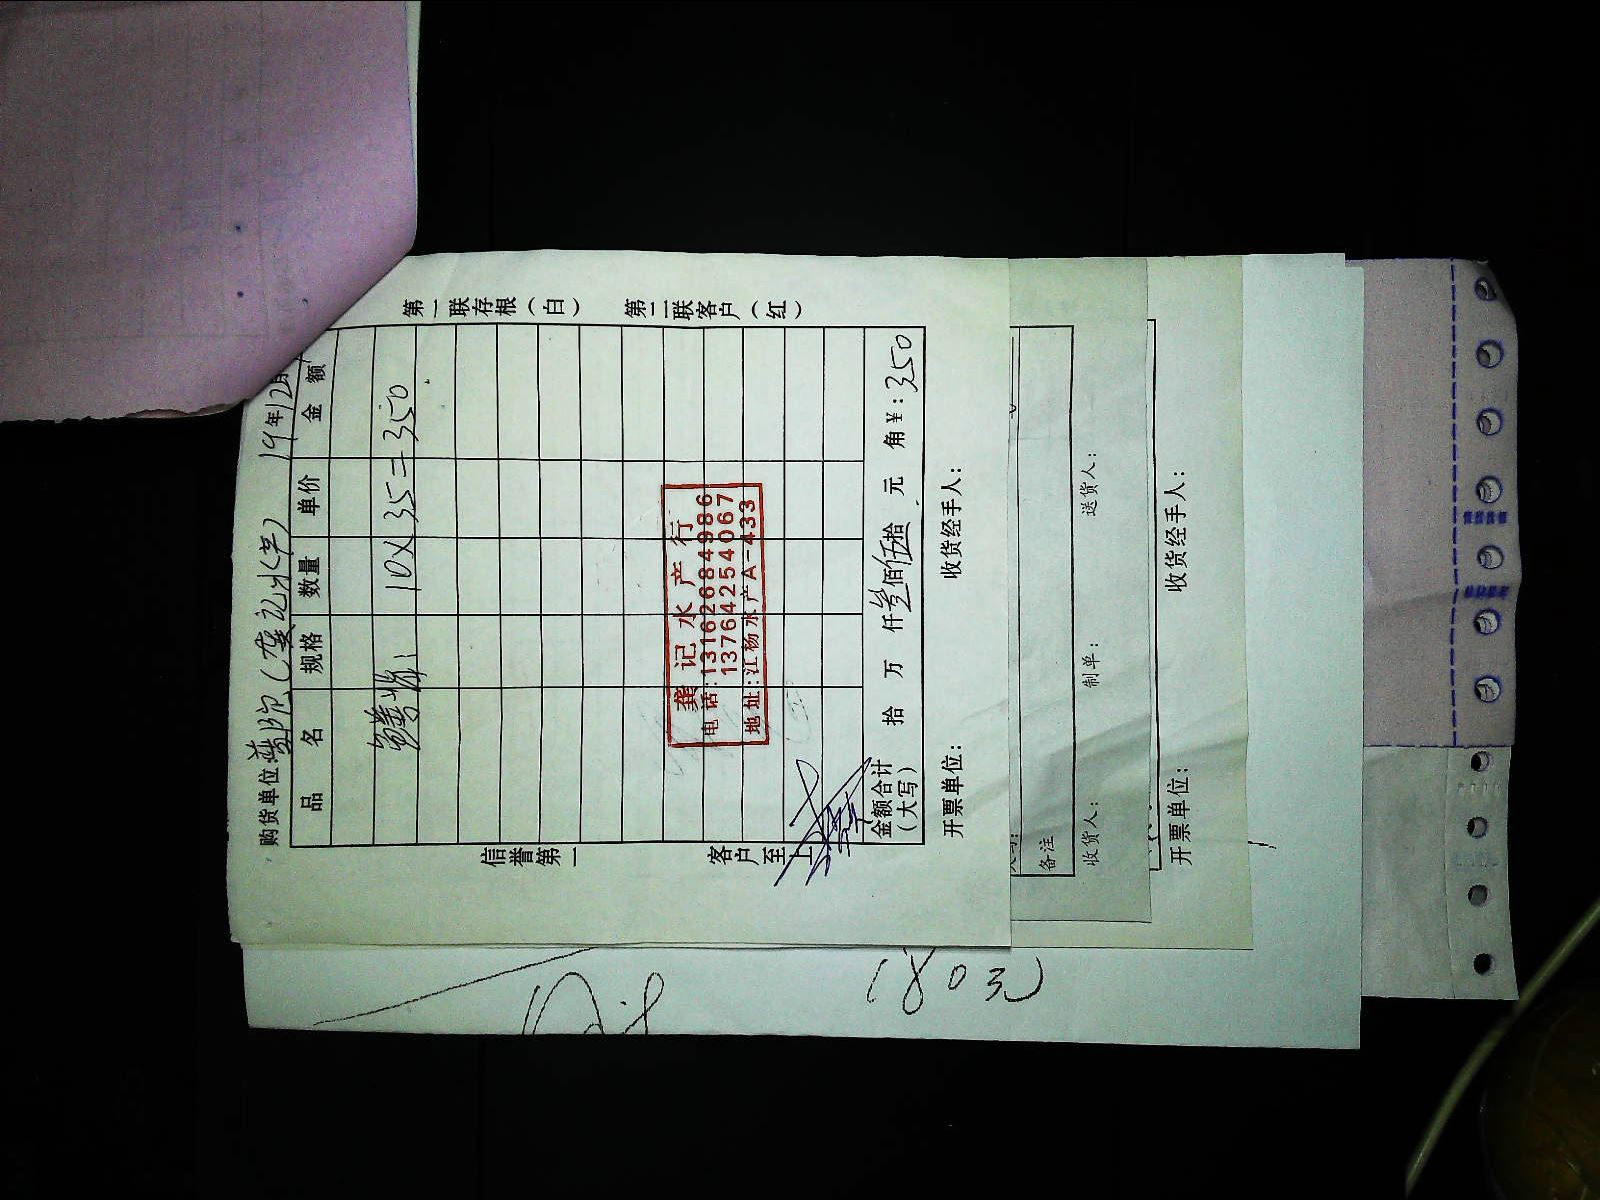 购货单位: 19年12月
品 名 规格 数量 单价 金 额
10X35=350
龚记水产行
电话:13162684986
13764254067
地址:江杨水产A-433
金额合计
(大写)
拾 万 仟叁佰伍拾 元 角¥:350
开票单位: 收货经手人:
信誉第一
客户至上
第一联存根(白)
第二联客户(红)
备注
收货人: 制单: 送货人:
开票单位: 收货经手人: